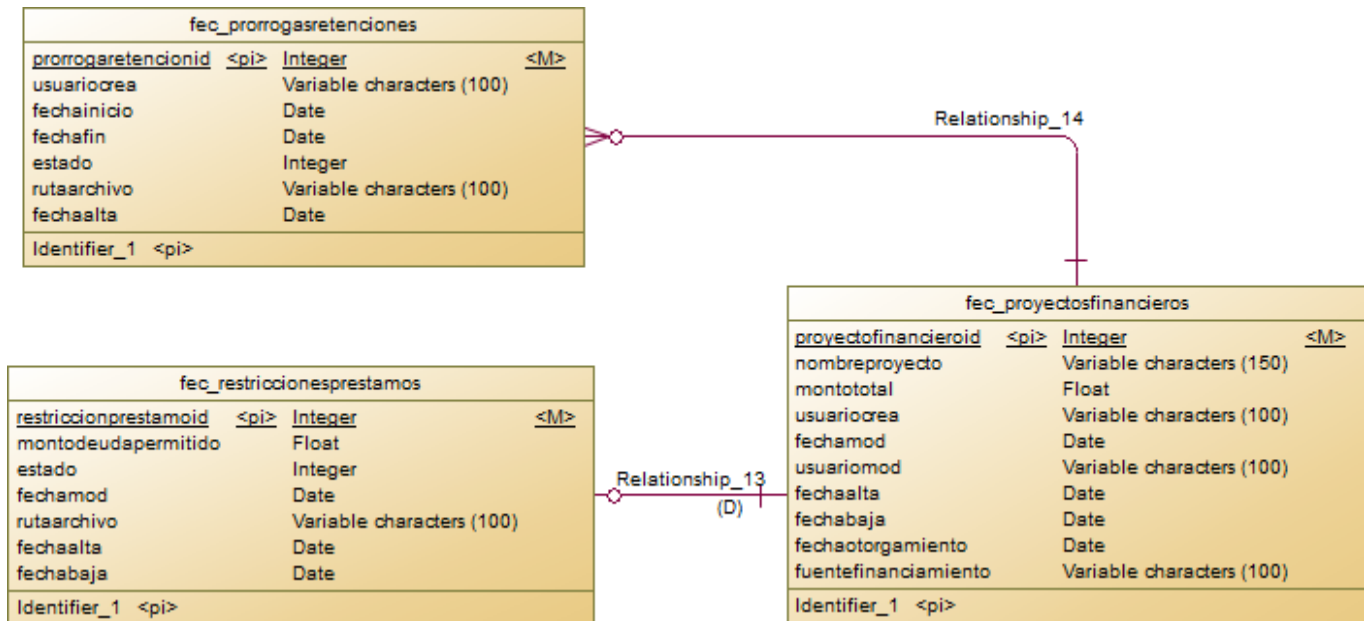 fec_prorrogasretenciones
prorrogaretencionid <pi> Integer <M>
usuariocrea Variable characters (100)
fechainicio Date
fechafin Date
estado Integer
rutaarchivo Variable characters (100)
fechaalta Date
Identifier_1 <pi>
Relationship_14
fec_restriccionesprestamos
restriccionprestamoid <pi> Integer <M>
montodeudapermitido Float
estado Integer
fechamod Date
rutaarchivo Variable characters (100)
fechaalta Date
fechabaja Date
Identifier_1 <pi>
Relationship_13
(D)
fec_proyectosfinancieros
proyectofinancieroid <pi> Integer <M>
nombreproyecto Variable characters (150)
montototal Float
usuariocrea Variable characters (100)
fechamod Date
usuariomod Variable characters (100)
fechaalta Date
fechabaja Date
fechaotorgamiento Date
fuentefinanciamiento Variable characters (100)
Identifier_1 <pi>